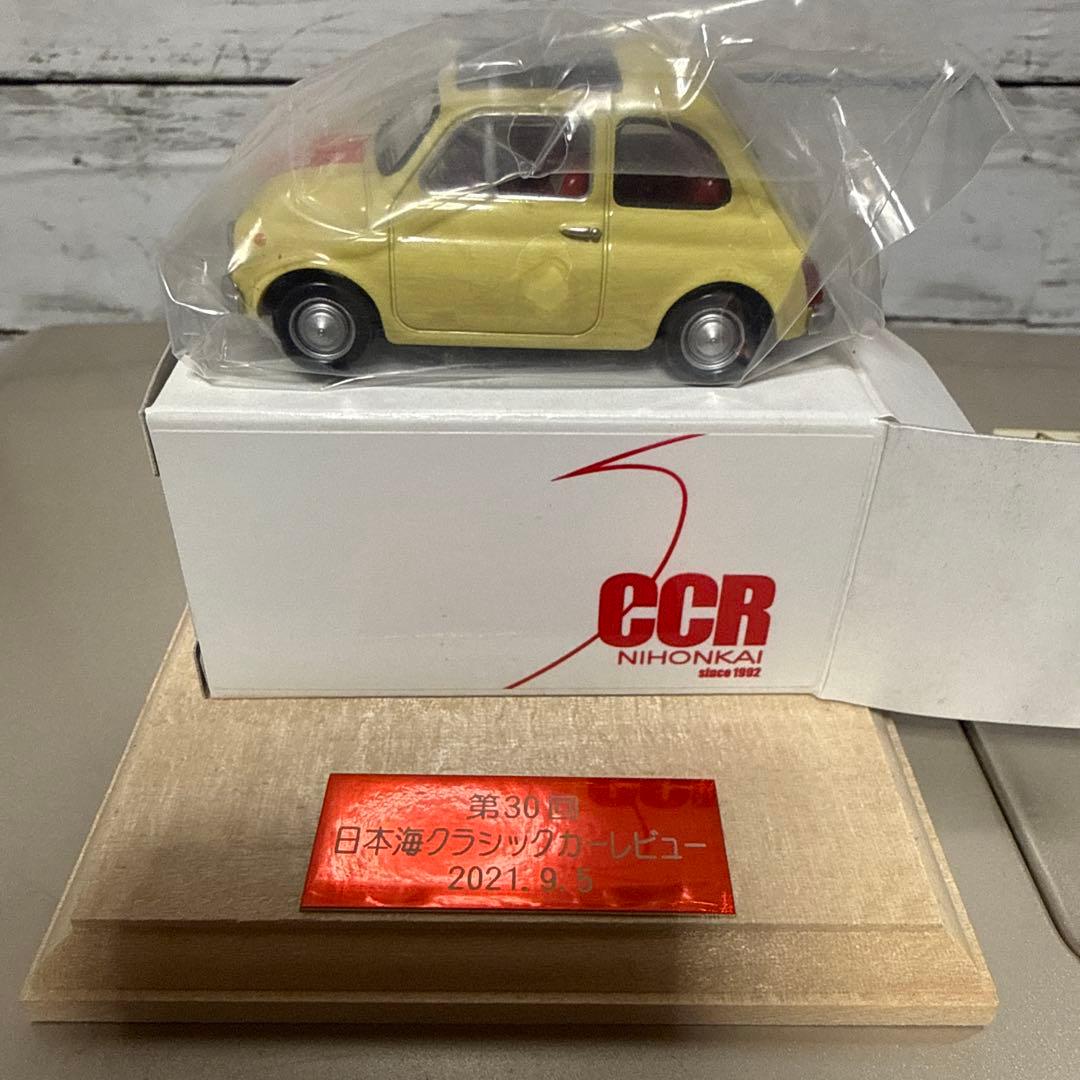 CCR
NIHONKAI
since 1992
第30回
日本海クラシックカーレビュー
2021.9.5